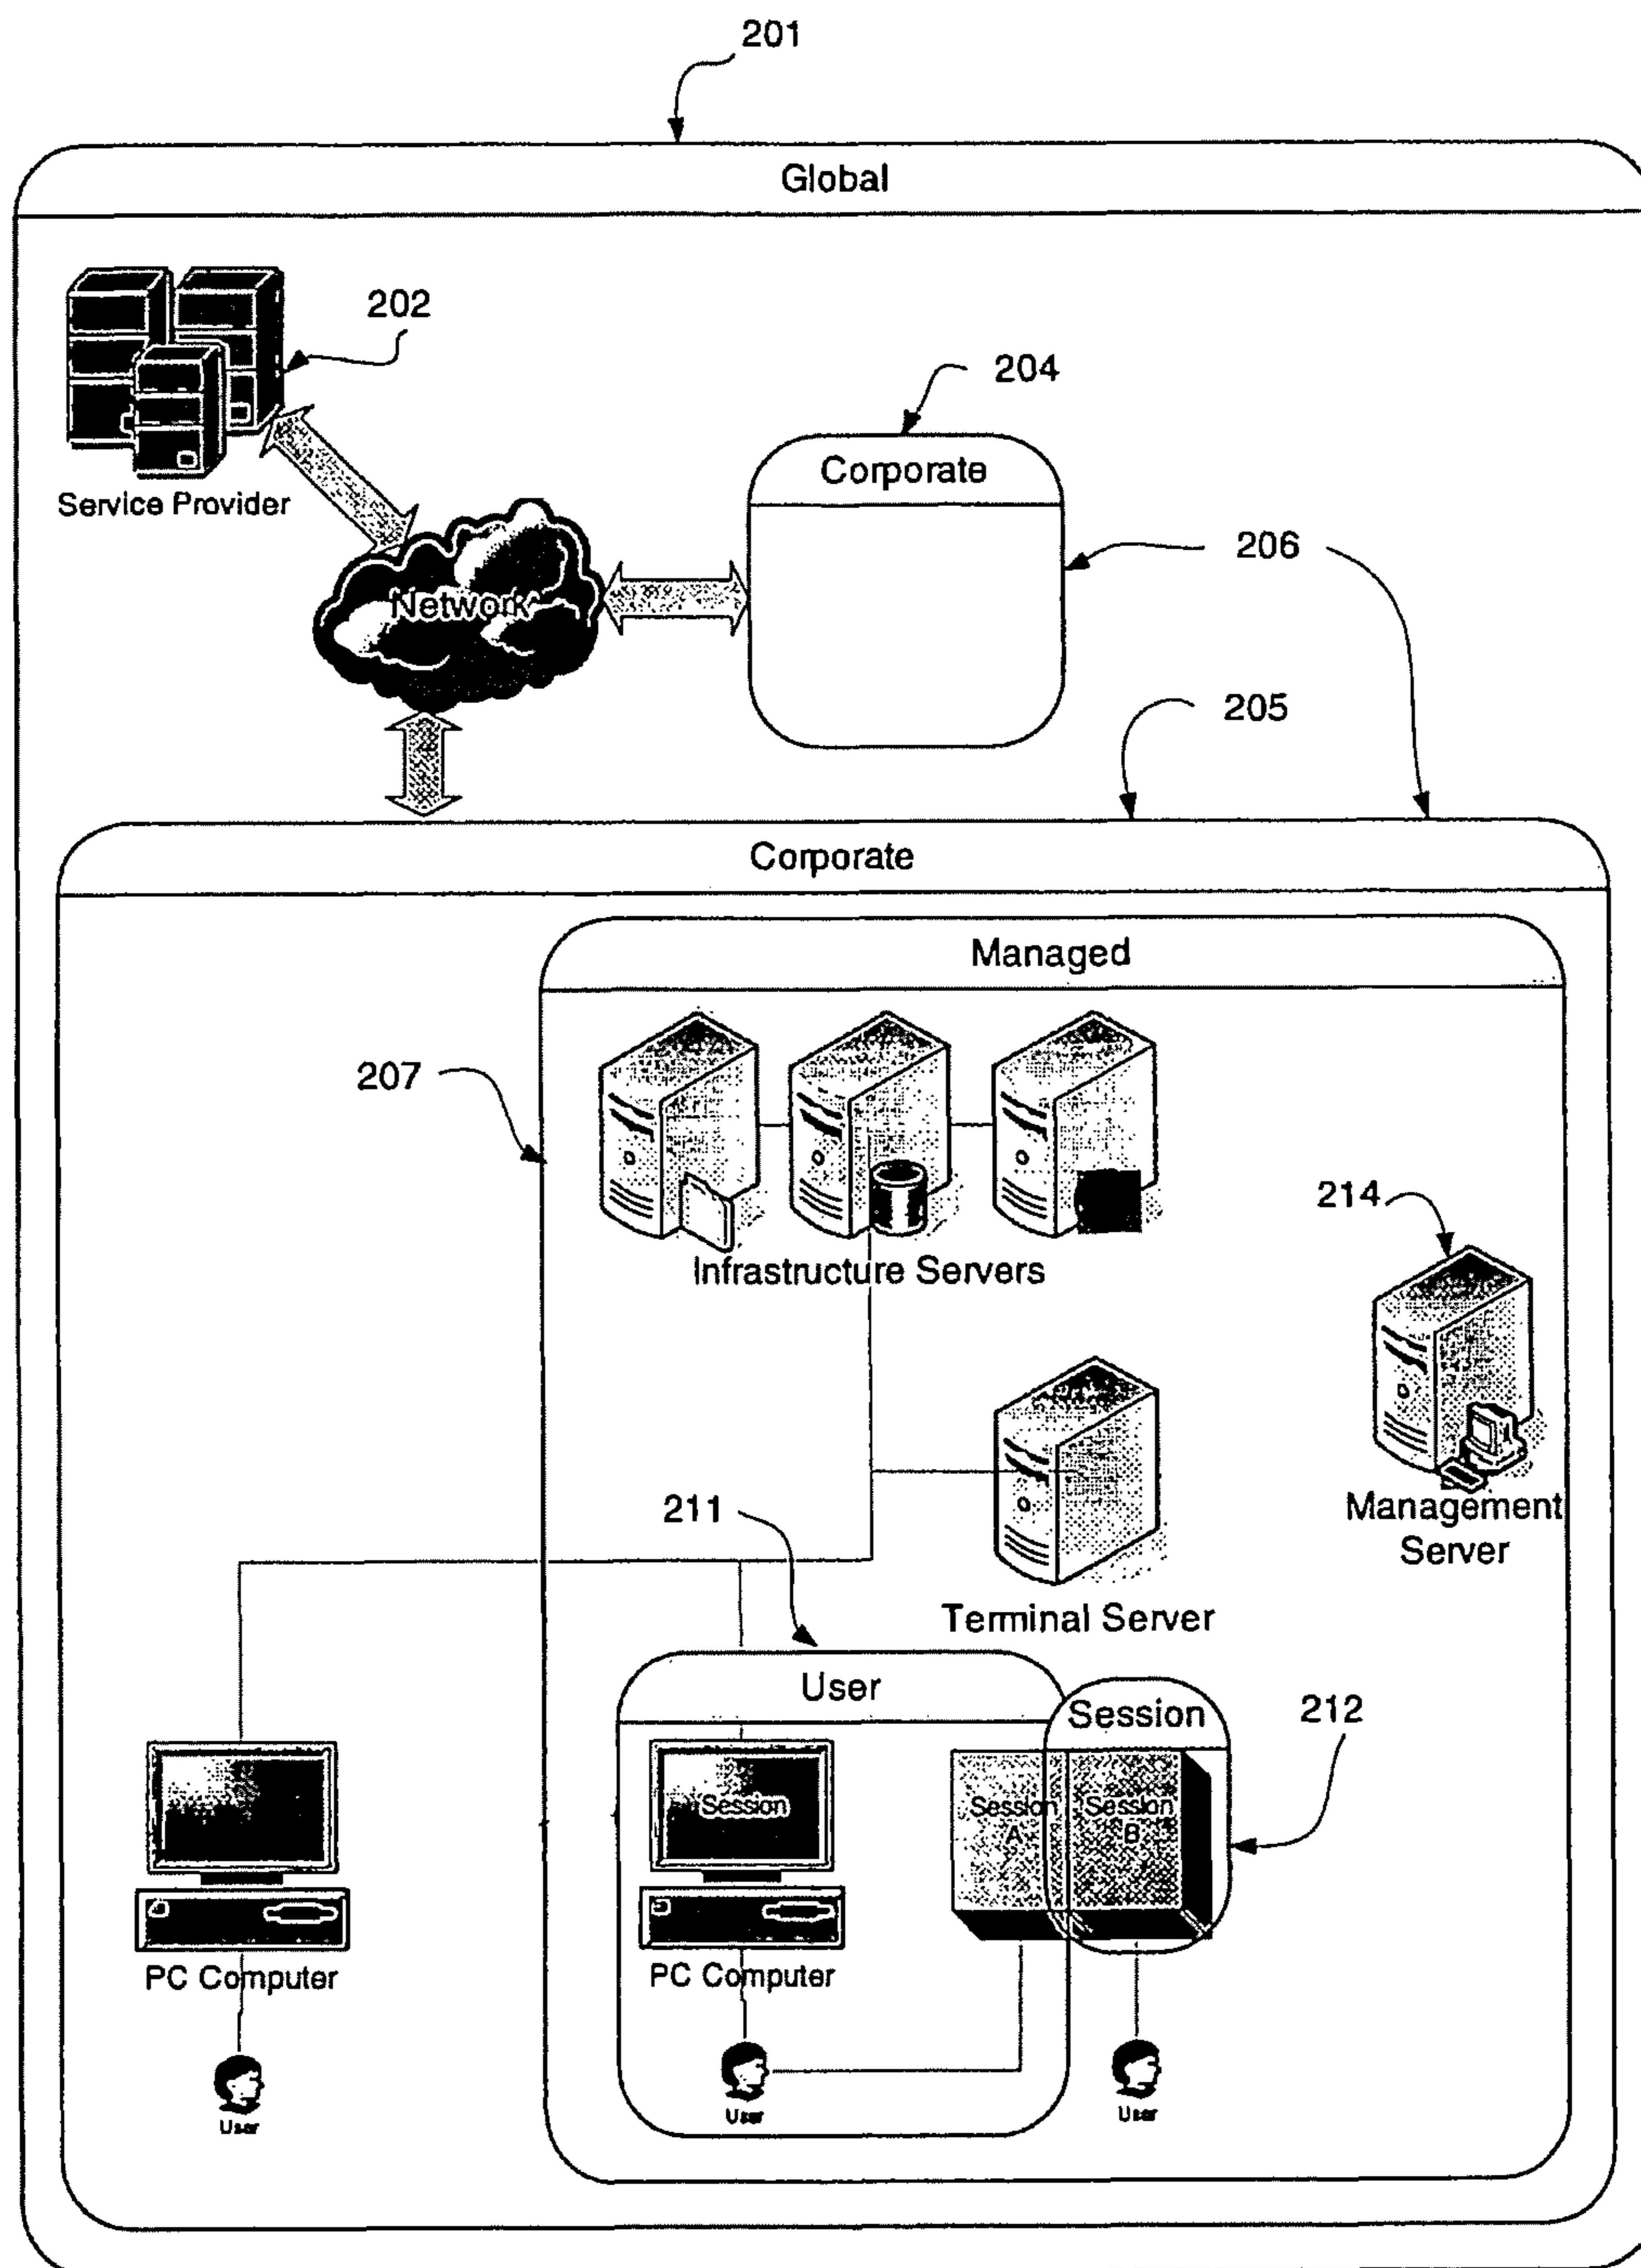 201
Global
202
204
Service Provider
Corporate
206
Network
205
Corporate
Managed
207
214
Infrastructure Servers
211
Management
Server
Terminal Server
User
Session
212
Session
Session
A
Session
B
PC Computer
PC Computer
User
User
User